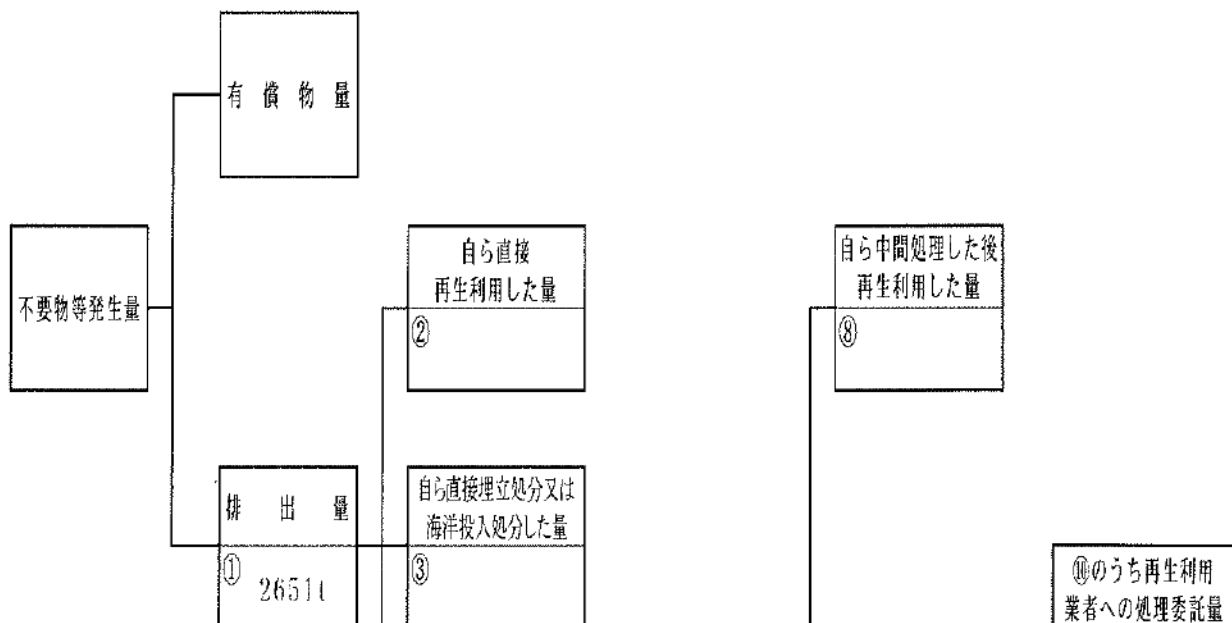 有償物量
不要物等発生量
自ら直接
再生利用した量
②
自ら中間処理した後
再生利用した量
⑧
排出量
①
2651t
自ら直接埋立処分又は
海洋投入処分した量
③
⑩のうち再生利用
業者への処理委託量